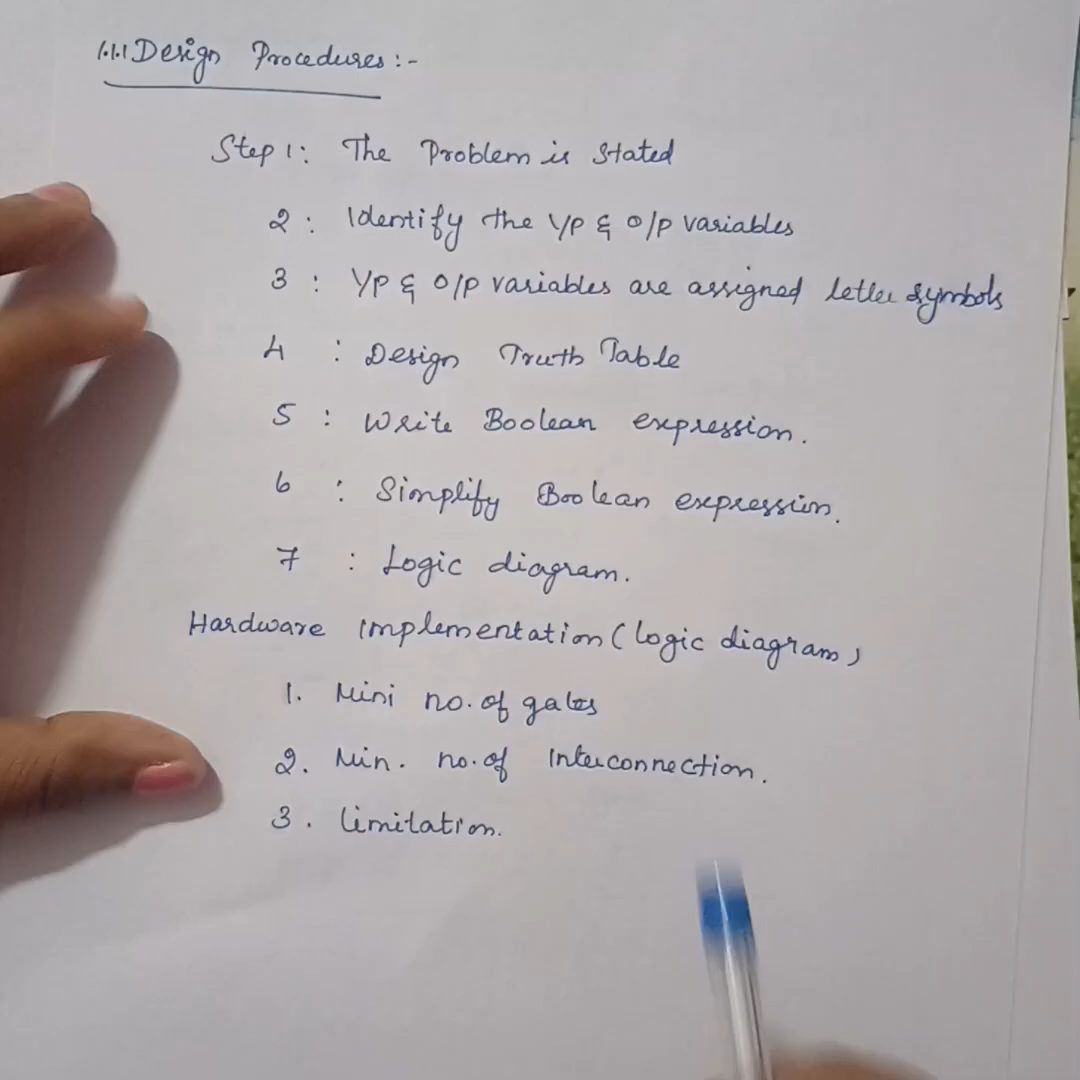 1.1.1 Design Procedures :-
Step 1: The Problem is Stated
2 : Identify the I/P & O/P variables
3 : I/P & O/P variables are assigned letter symbols
4 : Design Truth Table
5 : Write Boolean expression.
6 : Simplify Boolean expression.
7 : Logic diagram.
Hardware implementation (logic diagram)
1. Mini no. of gates
2. Min. no. of Interconnection.
3. limitation.